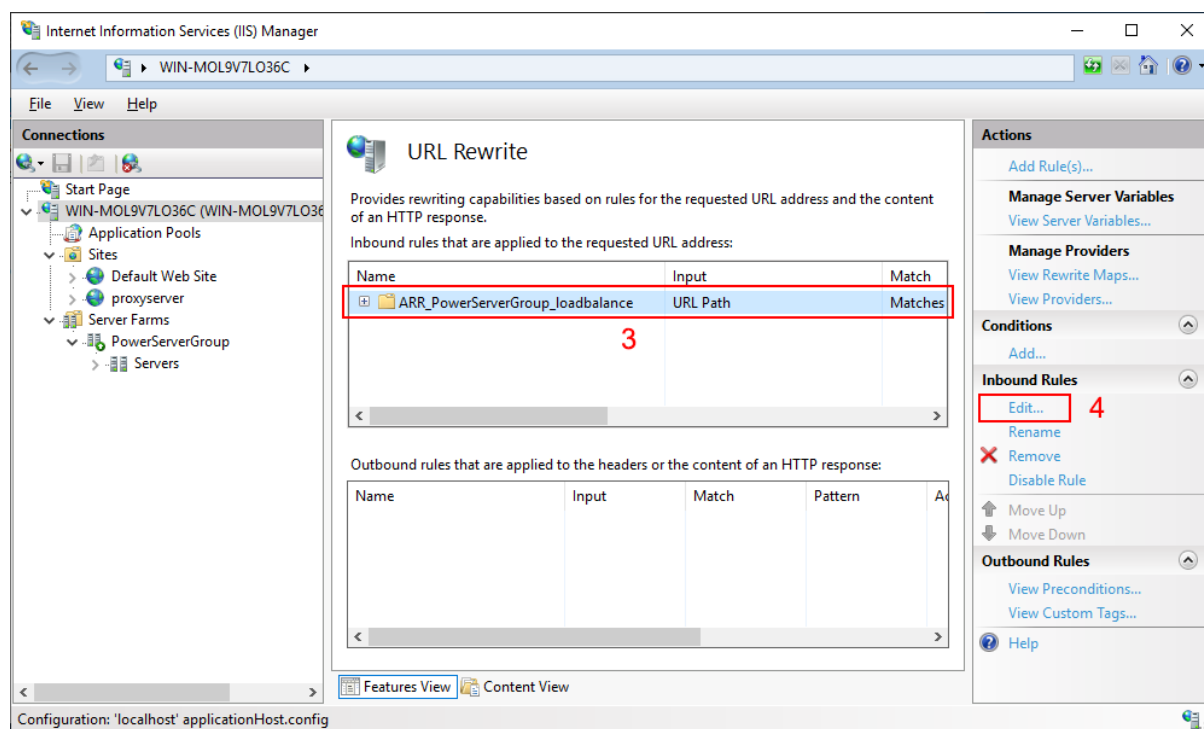 Internet Information Services (IIS) Manager
WIN-MOL9V7LO36C
File View Help
Connections
Start Page
WIN-MOL9V7LO36C (WIN-MOL9V7LO36
Application Pools
Sites
Default Web Site
proxyserver
Server Farms
PowerServerGroup
Servers
URL Rewrite
Provides rewriting capabilities based on rules for the requested URL address and the content
of an HTTP response.
Inbound rules that are applied to the requested URL address:
Name Input Match
ARR_PowerServerGroup_loadbalance URL Path Matches
3
Outbound rules that are applied to the headers or the content of an HTTP response:
Name Input Match Pattern Ac
Features View Content View
Actions
Add Rule(s)...
Manage Server Variables
View Server Variables...
Manage Providers
View Rewrite Maps...
View Providers...
Conditions
Add...
Inbound Rules
Edit... 4
Rename
Remove
Disable Rule
Move Up
Move Down
Outbound Rules
View Preconditions...
View Custom Tags...
Help
Configuration: 'localhost' applicationHost.config